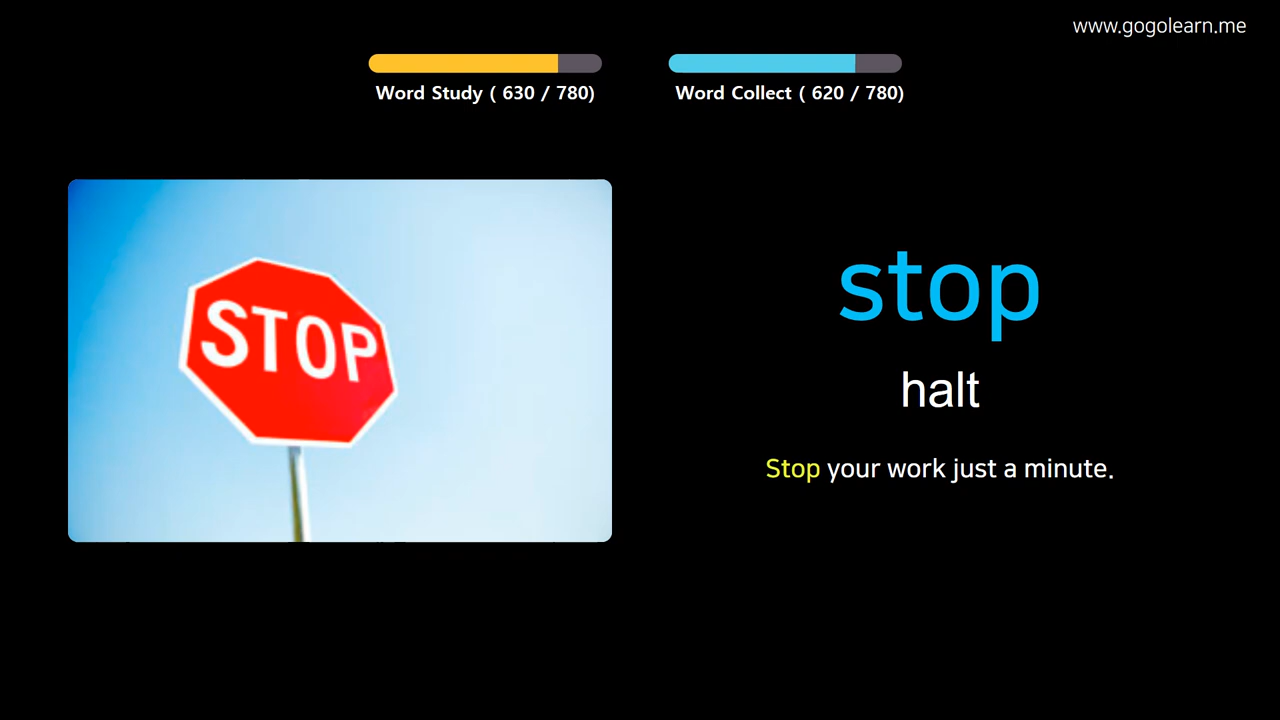 www.gogolearn.me
Word Study ( 630 / 780)
Word Collect ( 620 / 780)
STOP
stop
halt
Stop your work just a minute.